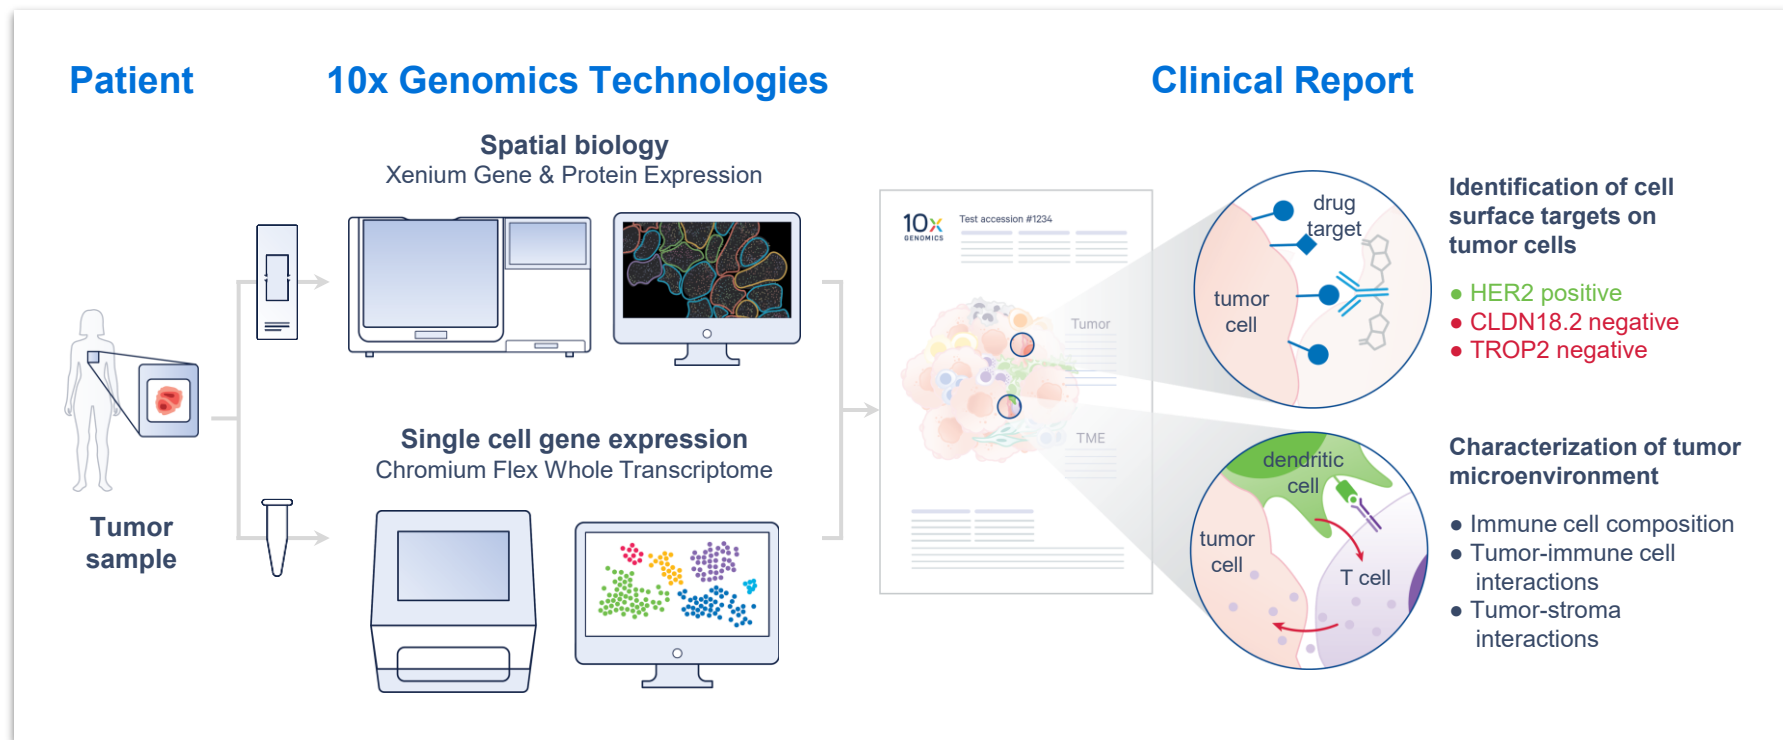 Patient
10x Genomics Technologies
Clinical Report
Spatial biology
Xenium Gene & Protein Expression
Single cell gene expression
Chromium Flex Whole Transcriptome
Tumor
sample
10x
GENOMICS
Test accession #1234
Tumor
TME
drug
target
tumor
cell
Identification of cell
surface targets on
tumor cells
● HER2 positive
● CLDN18.2 negative
● TROP2 negative
dendritic
cell
tumor
cell
T cell
Characterization of tumor
microenvironment
● Immune cell composition
● Tumor-immune cell
interactions
● Tumor-stroma
interactions